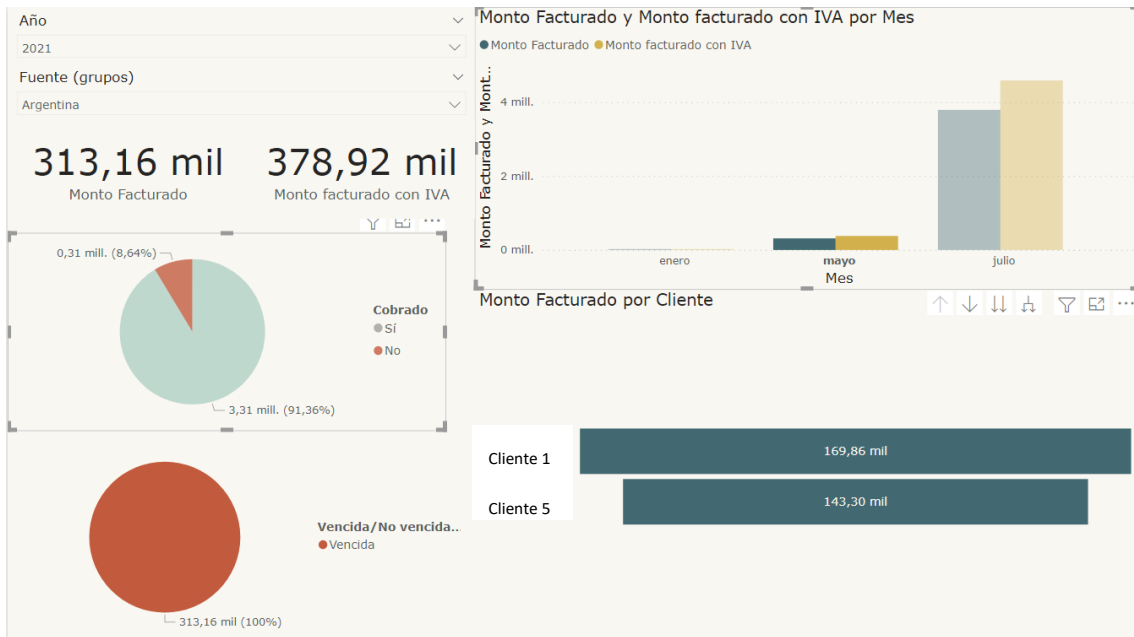 Año
2021
Fuente (grupos)
Argentina
313,16 mil
Monto Facturado
378,92 mil
Monto facturado con IVA
0,31 mill. (8,64%)
3,31 mill. (91,36%)
Cobrado
Sí
No
Vencida/No vencida...
Vencida
313,16 mil (100%)
Monto Facturado y Monto facturado con IVA por Mes
Monto Facturado Monto facturado con IVA
Monto Facturado y Mont...
4 mill.
2 mill.
0 mill.
enero mayo julio
Mes
Monto Facturado por Cliente
Cliente 1 169,86 mil
Cliente 5 143,30 mil